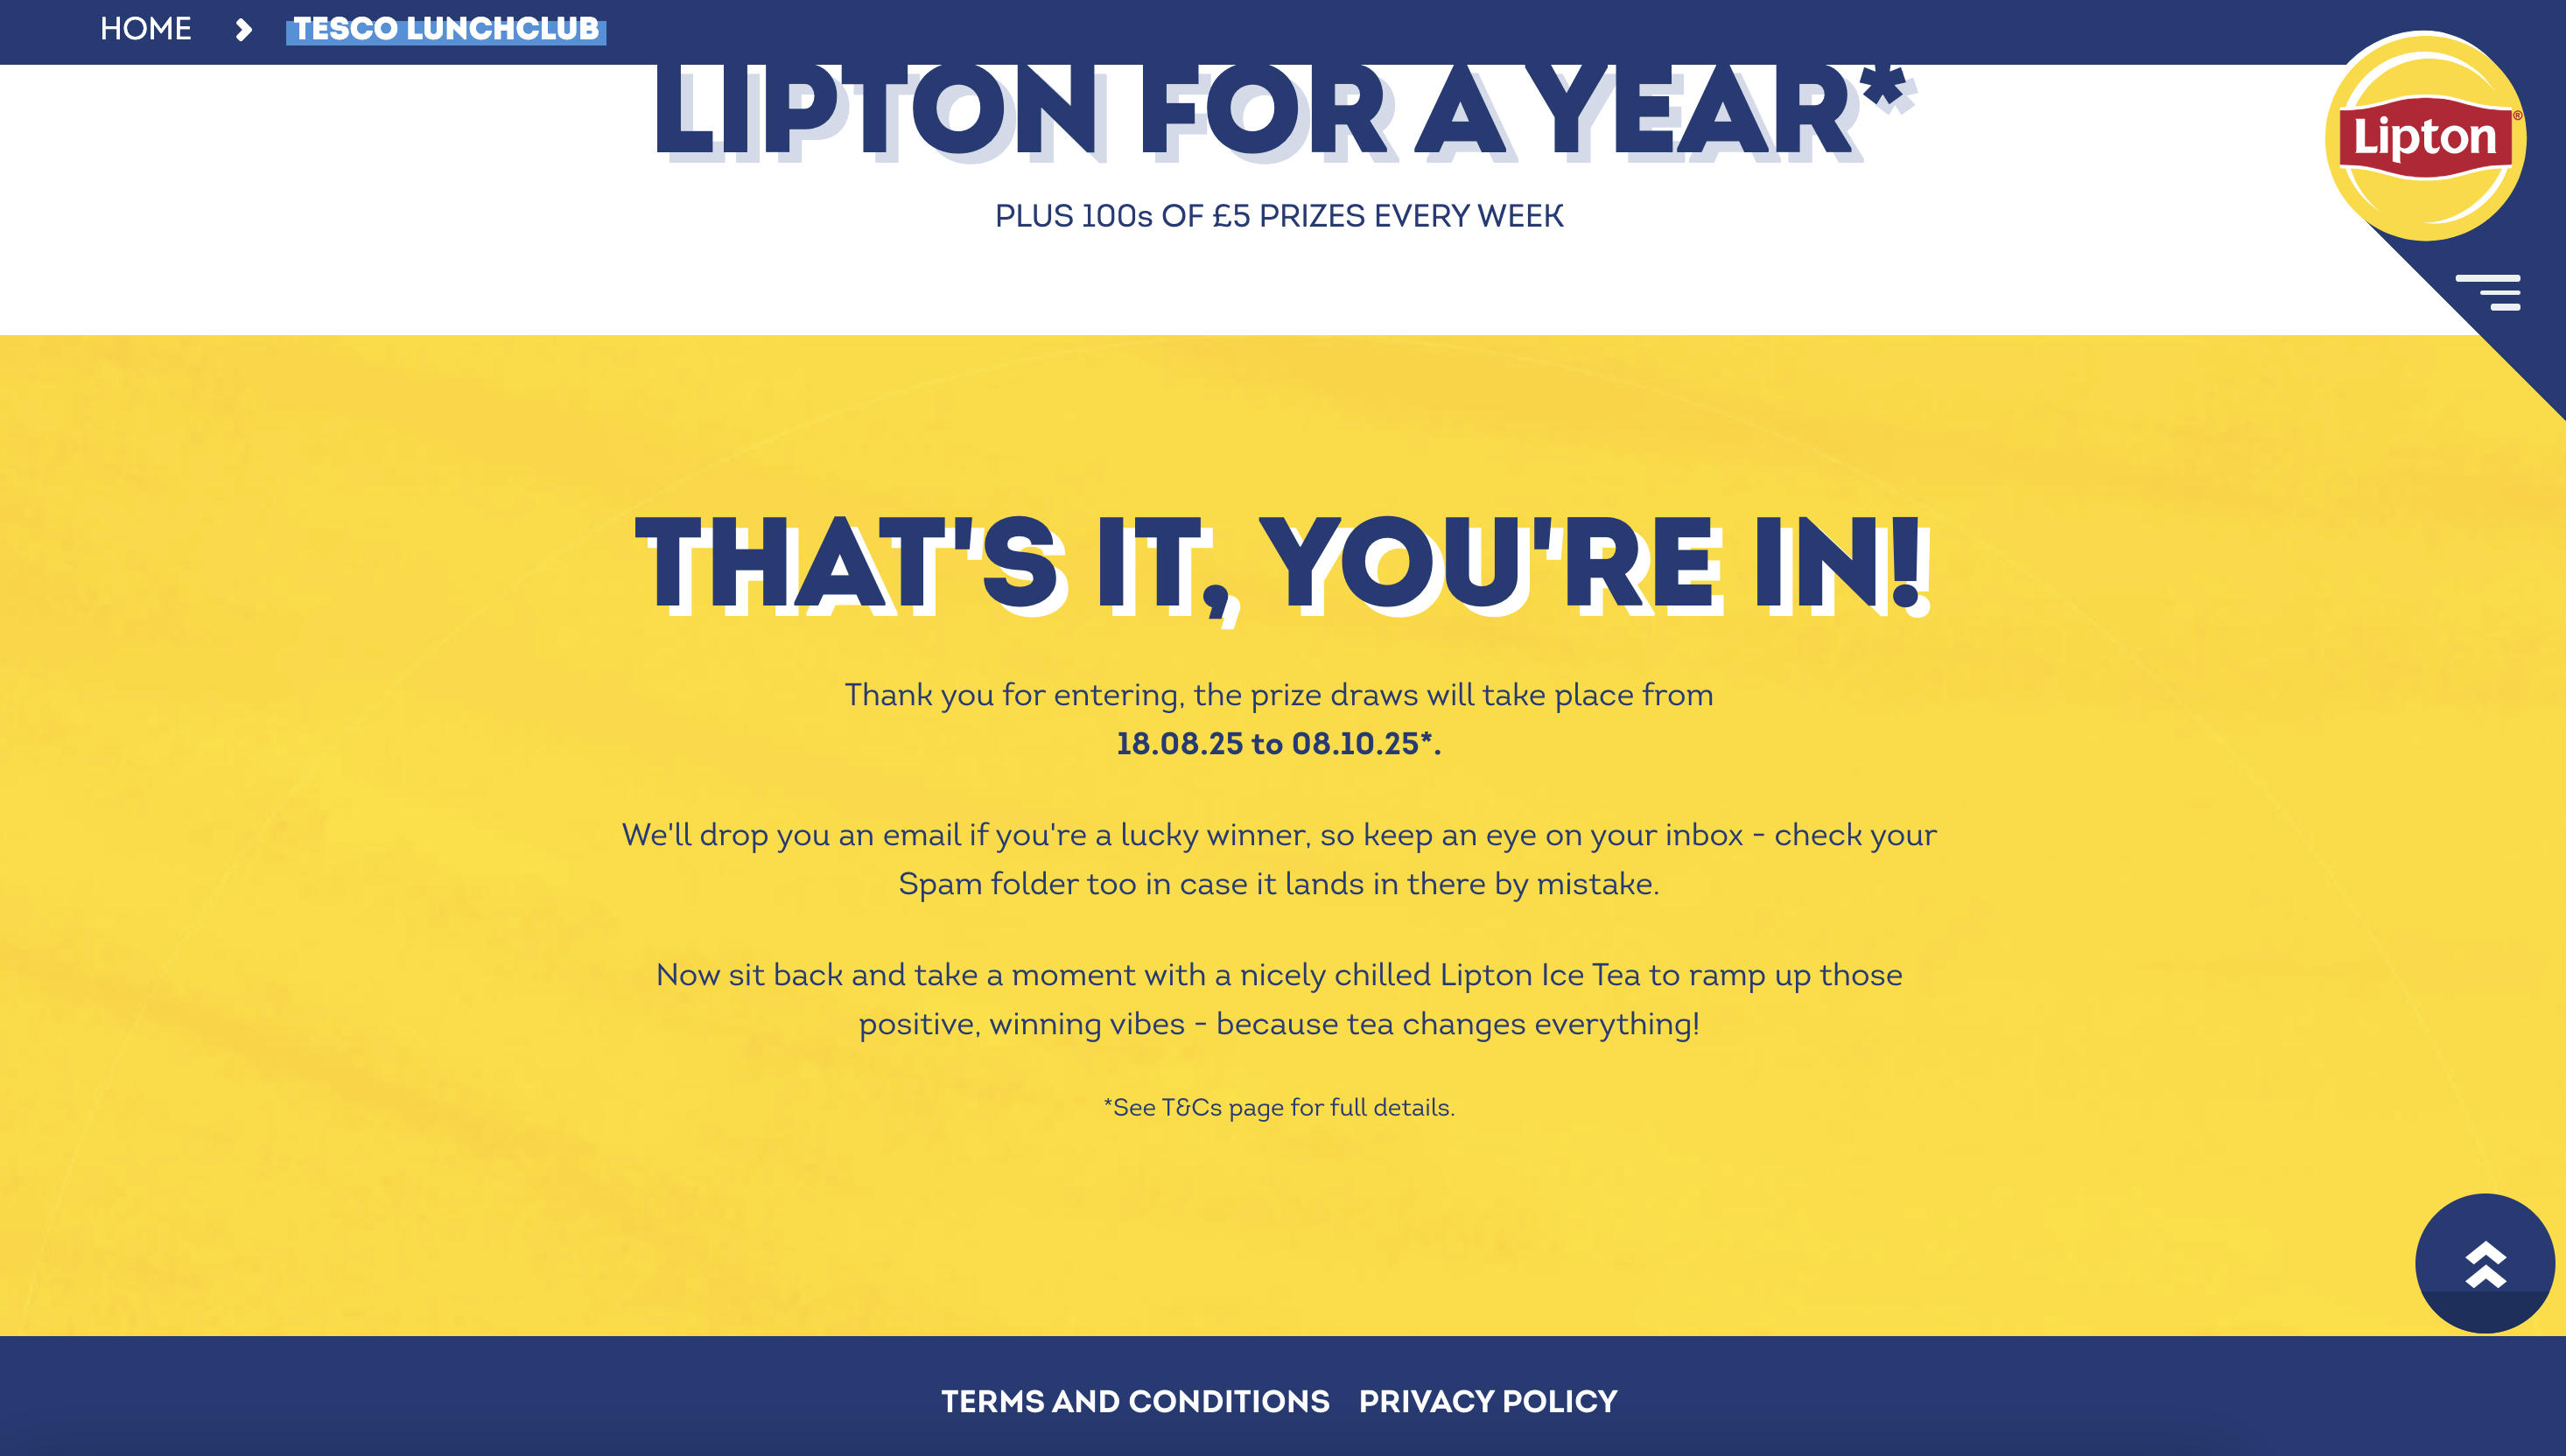 HOME
TESCO LUNCHCLUB
LIPTON FOR A YEAR*
Lipton®
PLUS 100s OF £5 PRIZES EVERY WEEK
THAT'S IT, YOU'RE IN!
Thank you for entering, the prize draws will take place from
18.08.25 to 08.10.25*.
We'll drop you an email if you're a lucky winner, so keep an eye on your inbox - check your
Spam folder too in case it lands in there by mistake.
Now sit back and take a moment with a nicely chilled Lipton Ice Tea to ramp up those
positive, winning vibes - because tea changes everything!
*See T&Cs page for full details.
TERMS AND CONDITIONS PRIVACY POLICY